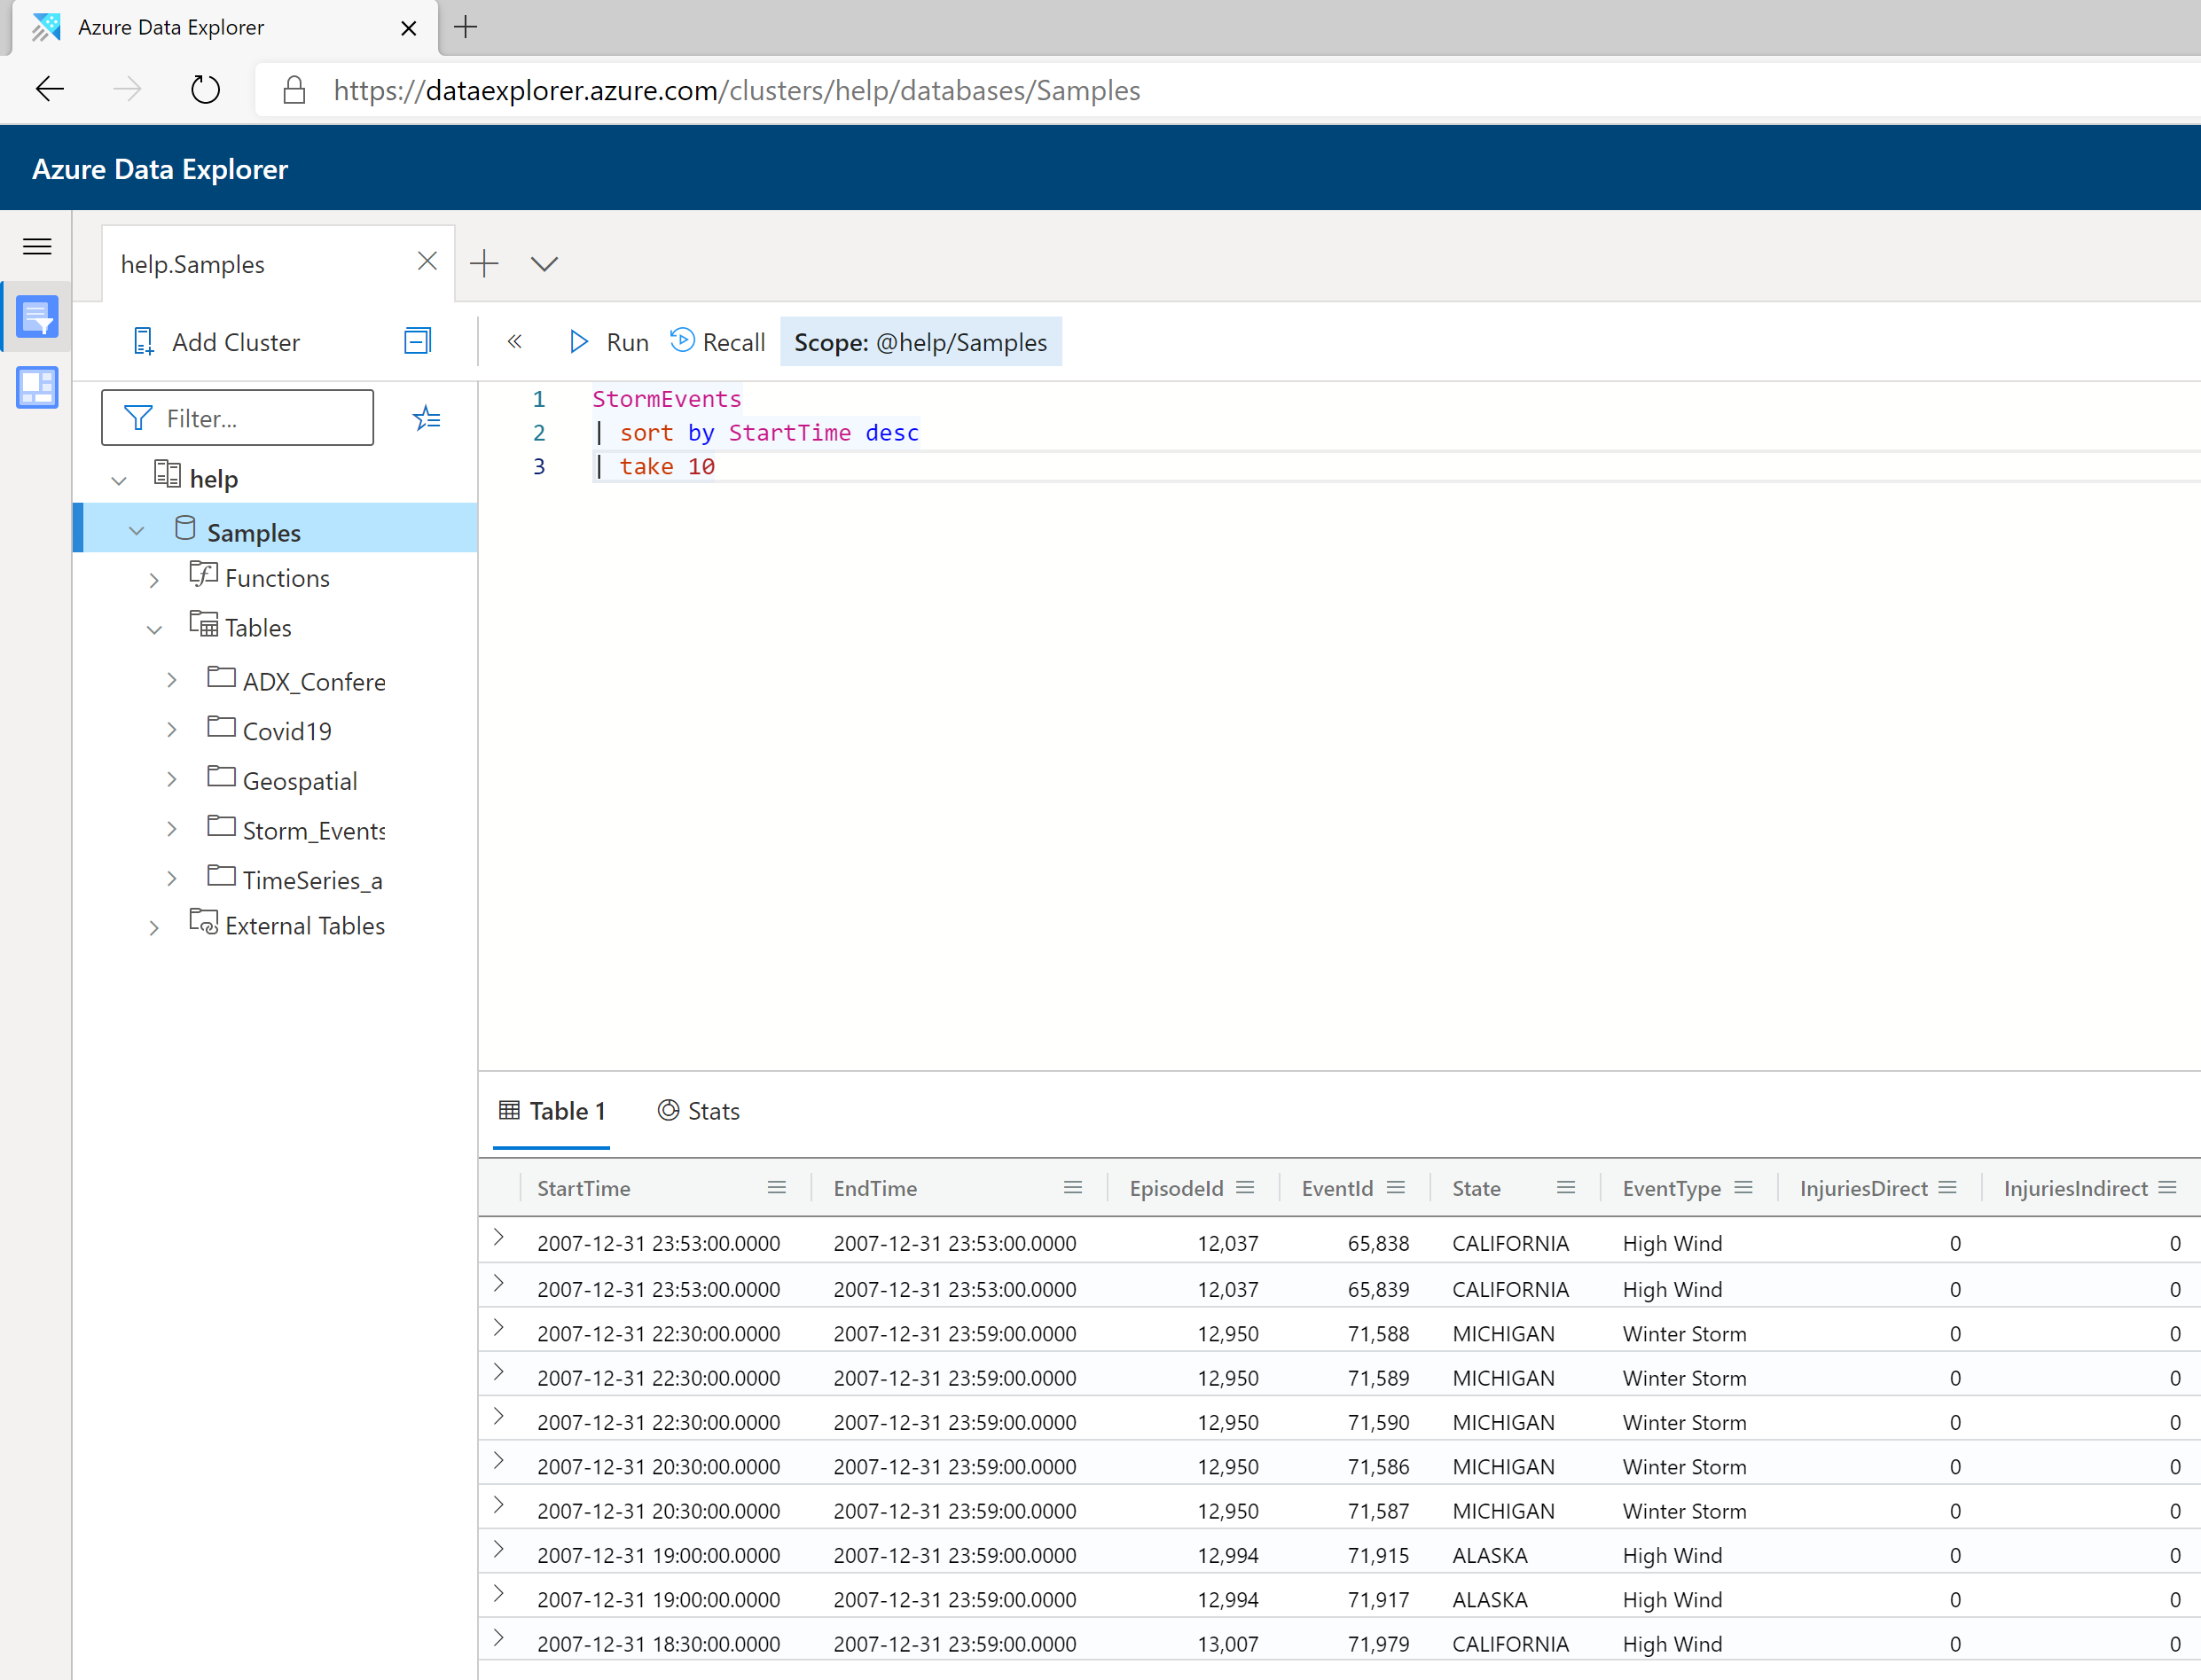 Azure Data Explorer
https://dataexplorer.azure.com/clusters/help/databases/Samples
Azure Data Explorer
help.Samples
Add Cluster
Run Recall Scope: @help/Samples
Filter...
help
Samples
Functions
Tables
ADX_Confere
Covid19
Geospatial
Storm_Events
TimeSeries_a
External Tables
1 StormEvents
2 | sort by StartTime desc
3 | take 10
Table 1 Stats
StartTime EndTime EpisodeId EventId State EventType InjuriesDirect InjuriesIndirect
2007-12-31 23:53:00.0000 2007-12-31 23:53:00.0000 12,037 65,838 CALIFORNIA High Wind 0 0
2007-12-31 23:53:00.0000 2007-12-31 23:53:00.0000 12,037 65,839 CALIFORNIA High Wind 0 0
2007-12-31 22:30:00.0000 2007-12-31 23:59:00.0000 12,950 71,588 MICHIGAN Winter Storm 0 0
2007-12-31 22:30:00.0000 2007-12-31 23:59:00.0000 12,950 71,589 MICHIGAN Winter Storm 0 0
2007-12-31 22:30:00.0000 2007-12-31 23:59:00.0000 12,950 71,590 MICHIGAN Winter Storm 0 0
2007-12-31 20:30:00.0000 2007-12-31 23:59:00.0000 12,950 71,586 MICHIGAN Winter Storm 0 0
2007-12-31 20:30:00.0000 2007-12-31 23:59:00.0000 12,950 71,587 MICHIGAN Winter Storm 0 0
2007-12-31 19:00:00.0000 2007-12-31 23:59:00.0000 12,994 71,915 ALASKA High Wind 0 0
2007-12-31 19:00:00.0000 2007-12-31 23:59:00.0000 12,994 71,917 ALASKA High Wind 0 0
2007-12-31 18:30:00.0000 2007-12-31 23:59:00.0000 13,007 71,979 CALIFORNIA High Wind 0 0